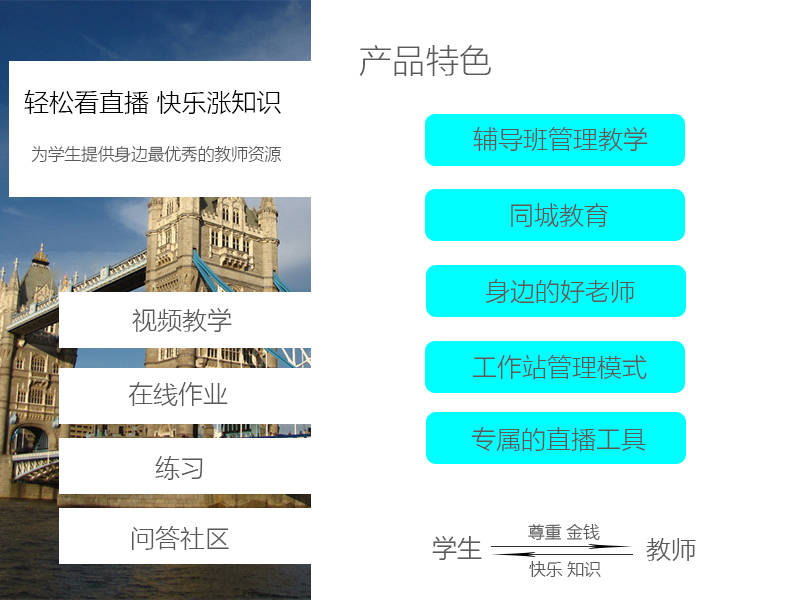 轻松看直播 快乐涨知识
为学生提供身边最优秀的教师资源
视频教学
在线作业
练习
问答社区
产品特色
辅导班管理教学
同城教育
身边的好老师
工作站管理模式
专属的直播工具
尊重 金钱
学生
教师
快乐 知识